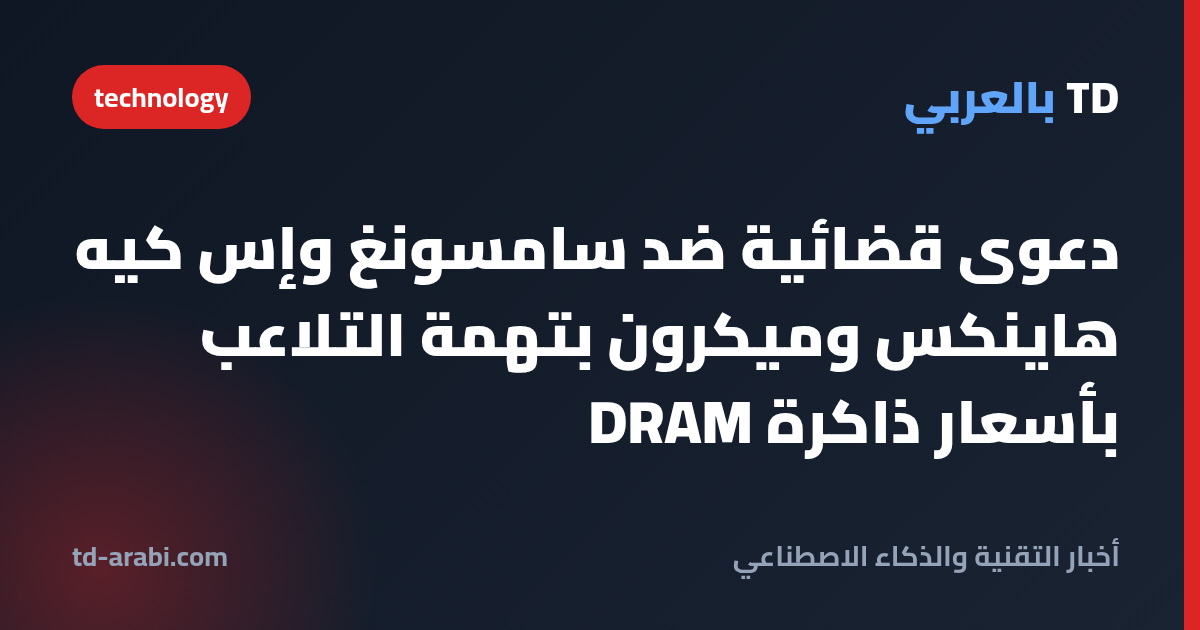 TD بالعربي
technology
دعوى قضائية ضد سامسونغ وإس كيه
هاينكس وميكرون بتهمة التلاعب
بأسعار ذاكرة DRAM
أخبار التقنية والذكاء الاصطناعي
td-arabi.com